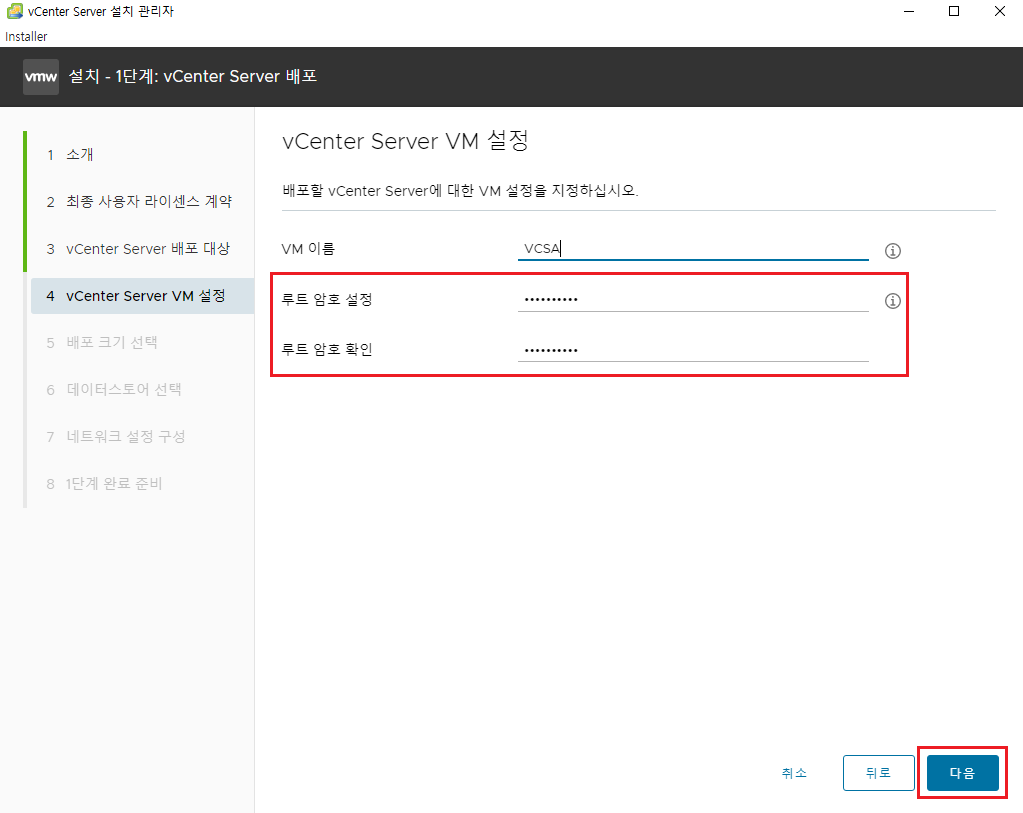 vCenter Server 설치 관리자
Installer
vmw 설치 - 1단계: vCenter Server 배포
1 소개
2 최종 사용자 라이센스 계약
3 vCenter Server 배포 대상
4 vCenter Server VM 설정
5 배포 크기 선택
6 데이터스토어 선택
7 네트워크 설정 구성
8 1단계 완료 준비
vCenter Server VM 설정
배포할 vCenter Server에 대한 VM 설정을 지정하십시오.
VM 이름 VCSA
루트 암호 설정 ••••••••••
루트 암호 확인 ••••••••••
취소 뒤로 다음